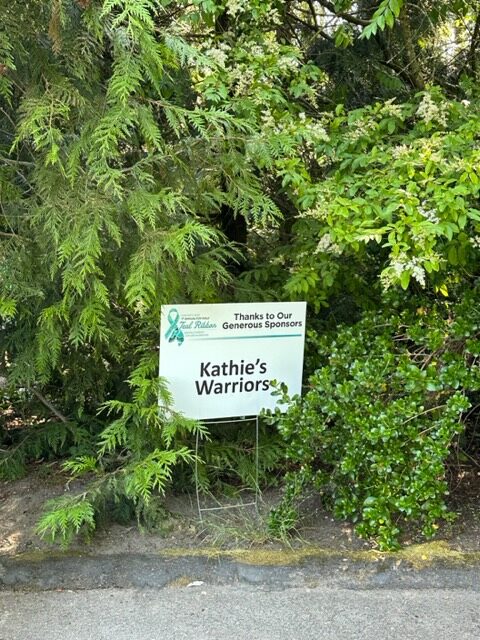 Teal Ribbon
Thanks to Our
Generous Sponsors
Kathie's
Warriors